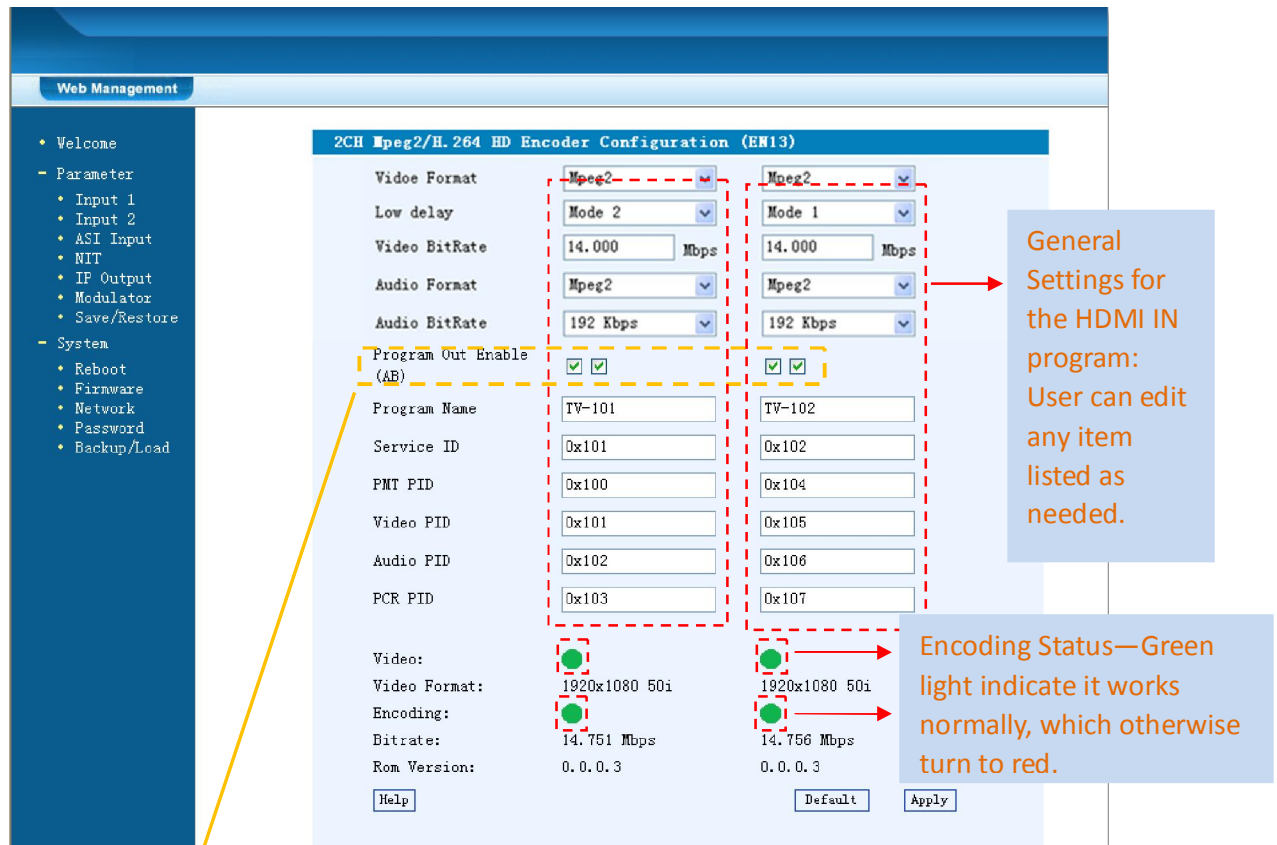 Web Management
Welcome
Parameter
Input 1
Input 2
ASI Input
NIT
IP Output
Modulator
Save/Restore
System
Reboot
Firmware
Network
Password
Backup/Load
2CH Mpeg2/H.264 HD Encoder Configuration (EN13)
Vidoe Format Mpeg2 Mpeg2
Low delay Mode 2 Mode 1
Video BitRate 14.000 Mbps 14.000 Mbps
Audio Format Mpeg2 Mpeg2
Audio BitRate 192 Kbps 192 Kbps
Program Out Enable
(AB)
Program Name TV-101 TV-102
Service ID 0x101 0x102
PMT PID 0x100 0x104
Video PID 0x101 0x105
Audio PID 0x102 0x106
PCR PID 0x103 0x107
Video:
Video Format: 1920x1080 50i 1920x1080 50i
Encoding:
Bitrate: 14.751 Mbps 14.756 Mbps
Rom Version: 0.0.0.3 0.0.0.3
Help Default Apply
General
Settings for
the HDMI IN
program:
User can edit
any item
listed as
needed.
Encoding Status—Green
light indicate it works
normally, which otherwise
turn to red.